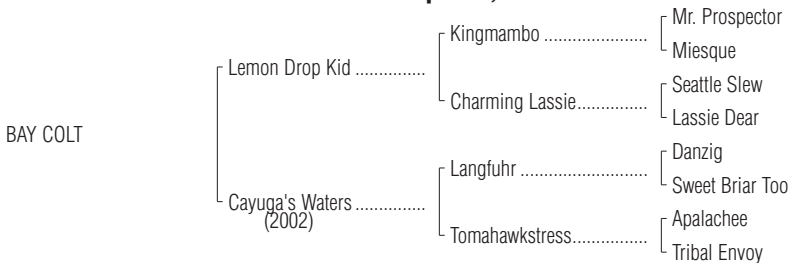 Mr. Prospector
Kingmambo ......................
Miesque
Lemon Drop Kid ...............
Seattle Slew
Charming Lassie...............
Lassie Dear
BAY COLT
Danzig
Langfuhr ...........................
Sweet Briar Too
Cayuga's Waters ...............
(2002)
Apalachee
Tomahawkstress................
Tribal Envoy